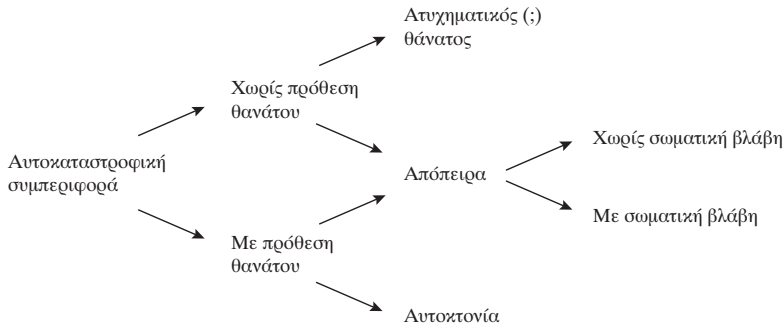 Ατυχηματικός (;)
θάνατος
Χωρίς πρόθεση
θανάτου
Χωρίς σωματική βλάβη
Αυτοκαταστροφική
συμπεριφορά
Απόπειρα
Με σωματική βλάβη
Με πρόθεση
θανάτου
Αυτοκτονία